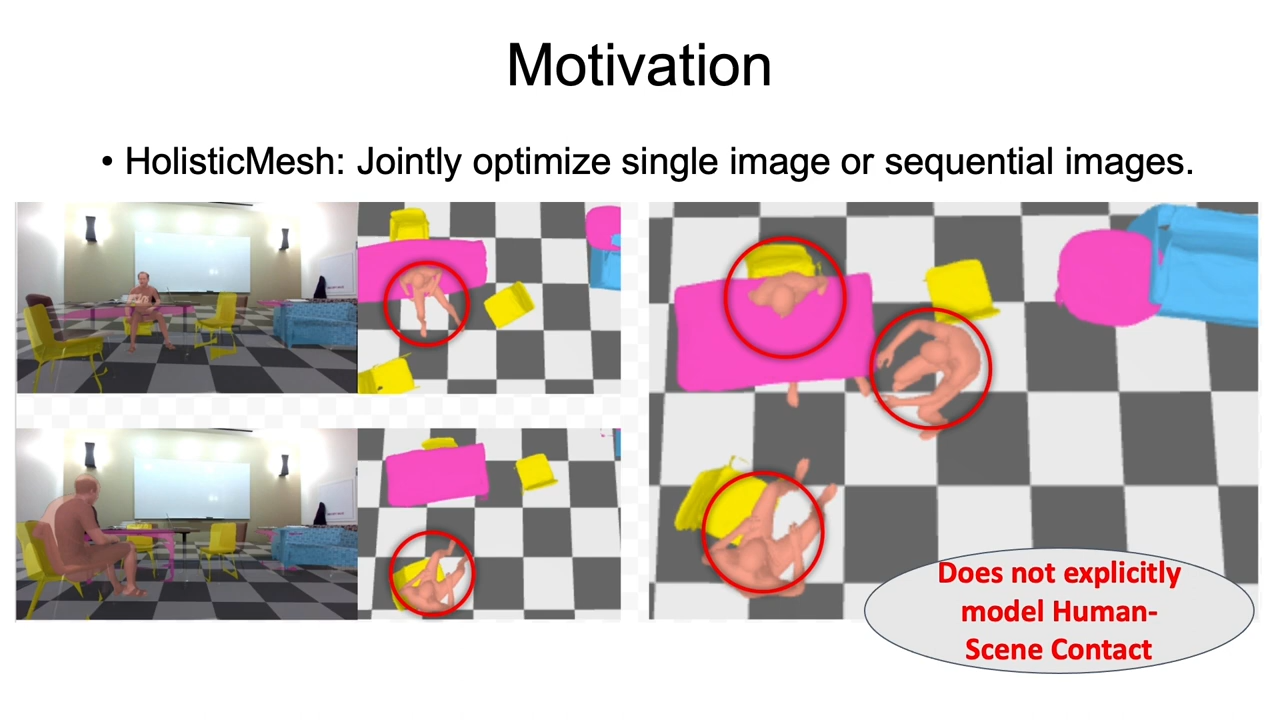 Motivation
• HolisticMesh: Jointly optimize single image or sequential images.
Does not explicitly
model Human-
Scene Contact